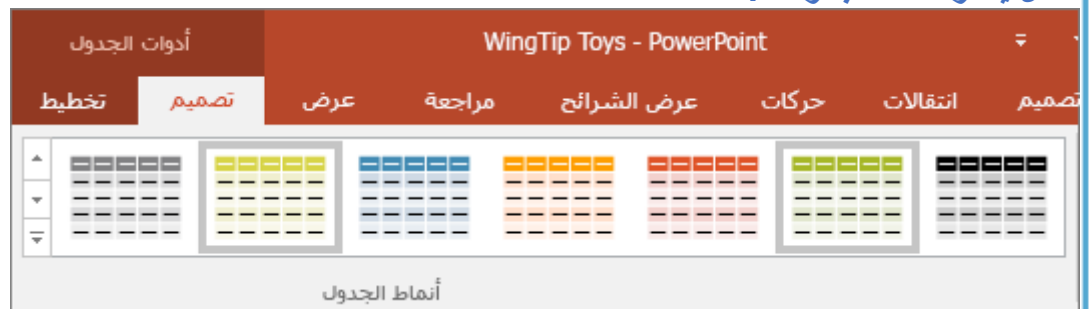 WingTip Toys - PowerPoint
أدوات الجدول
تصميم انتقالات حركات عرض الشرائح مراجعة عرض تصميم تخطيط
أنماط الجدول